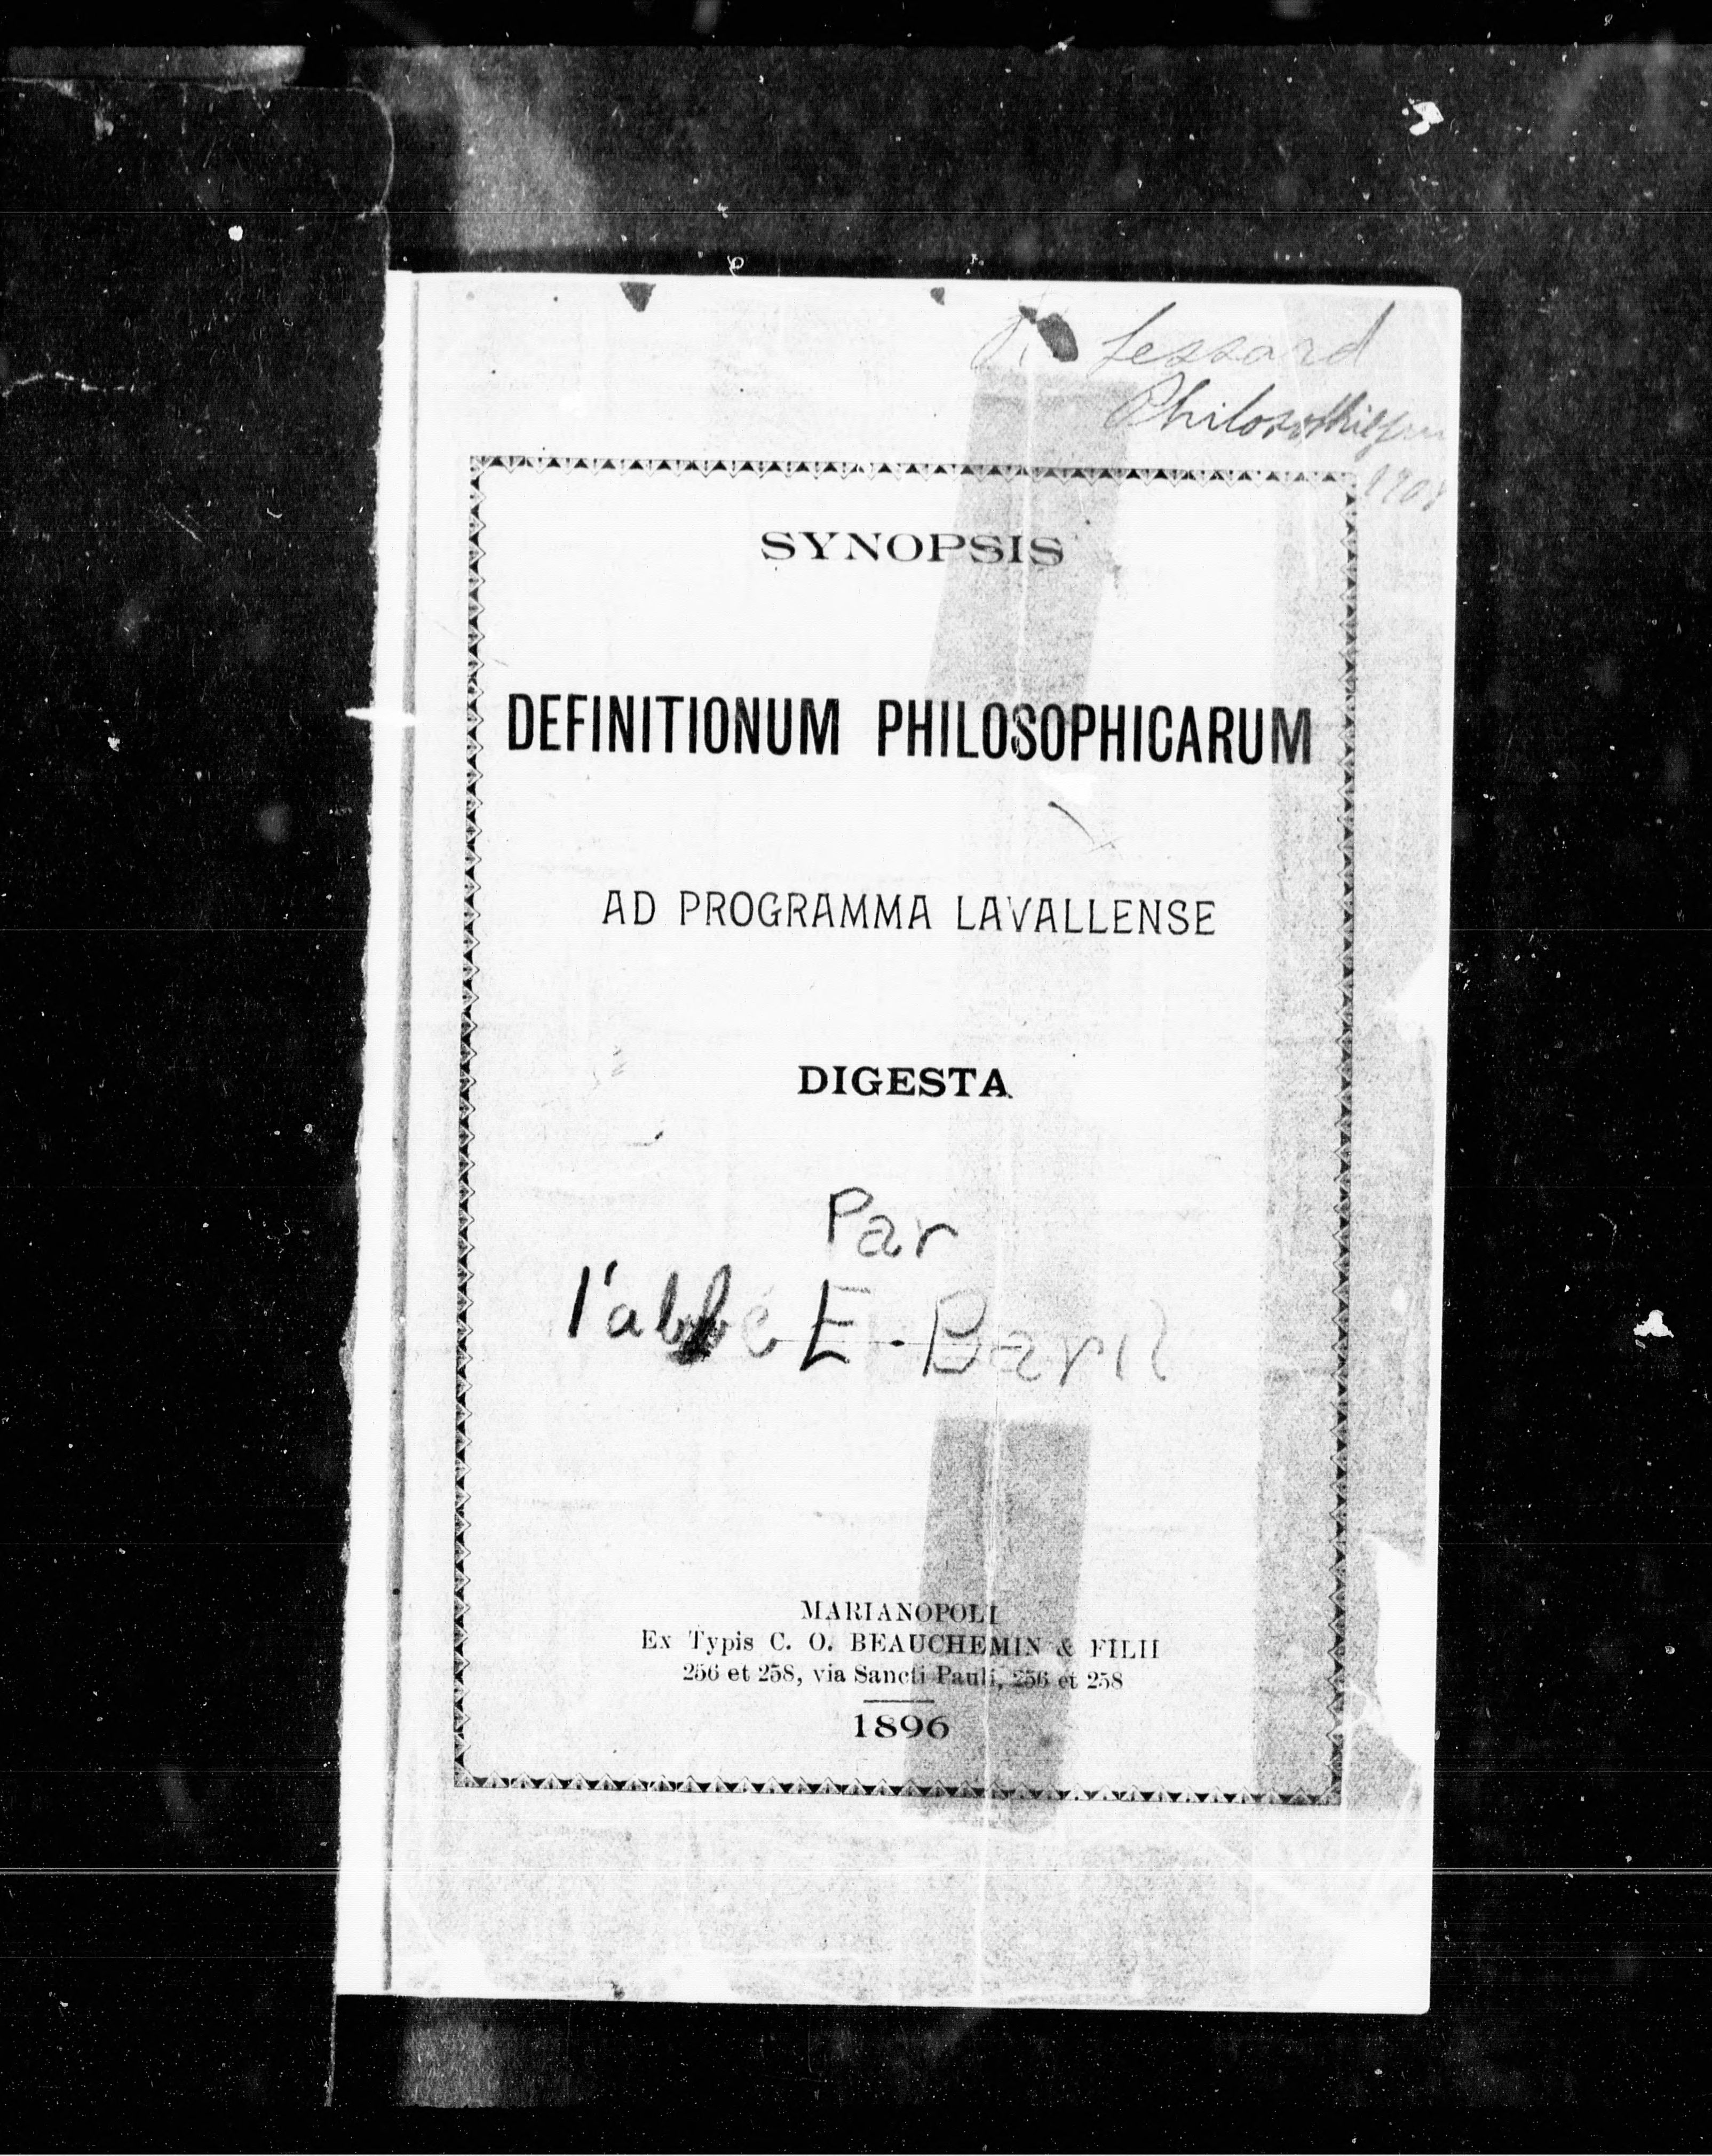 Lessard
SYNOPSIS
DEFINITIONUM PHILOSOPHICARUM
AD PROGRAMMA LAVALLENSE
DIGESTA
Par
l'abbé E. Baril
MARIANOPOLI
Ex Typis C. O. BEAUCHEMIN & FILII
256 et 258, via Sancti Pauli, 256 et 258
1896